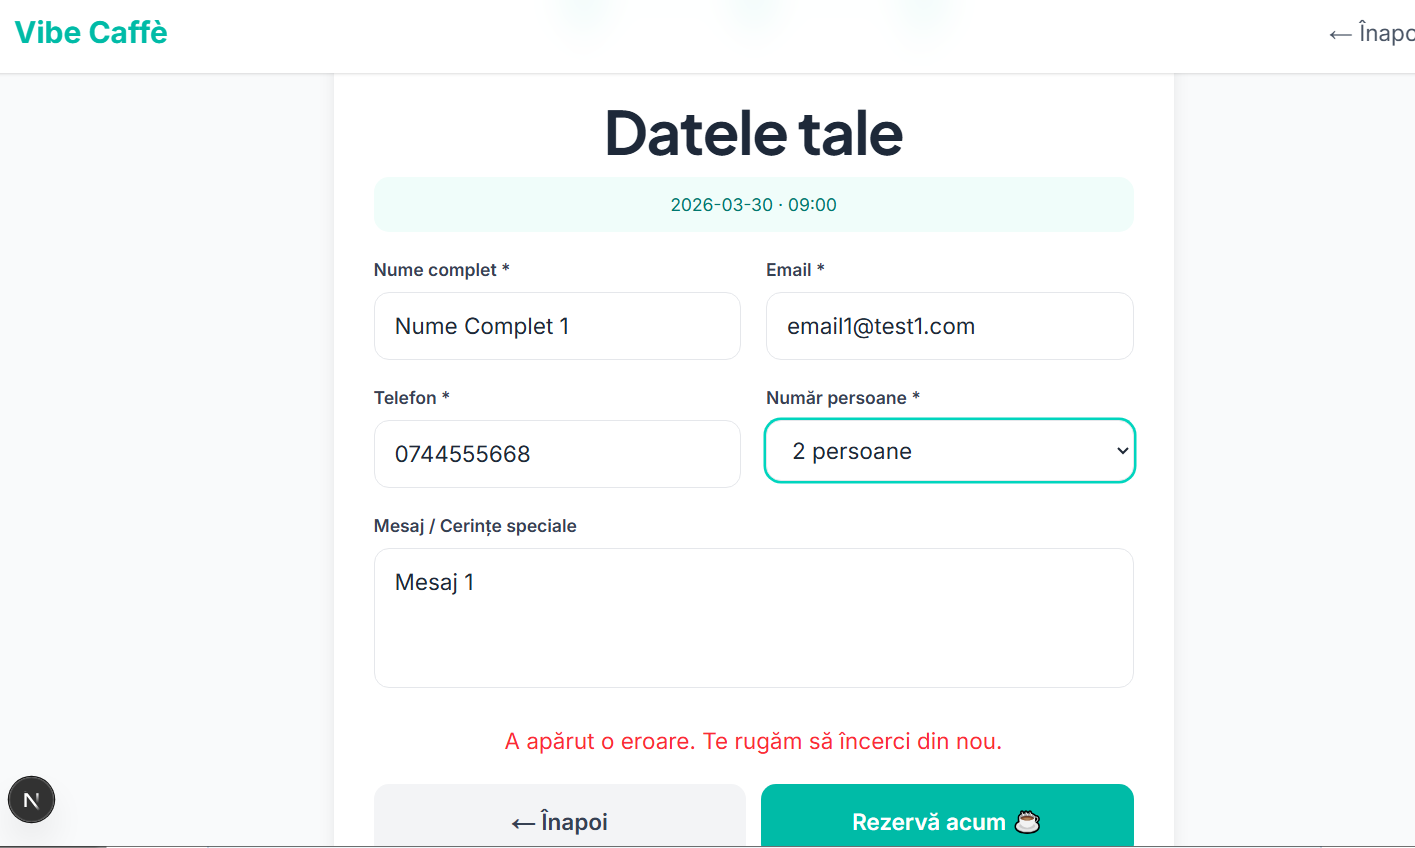 Vibe Caffè
← Înapo
Datele tale
2026-03-30 · 09:00
Nume complet *
Email *
Nume Complet 1
email1@test1.com
Telefon *
Număr persoane *
0744555668
2 persoane
Mesaj / Cerințe speciale
Mesaj 1
A apărut o eroare. Te rugăm să încerci din nou.
N
← Înapoi
Rezervă acum ☕